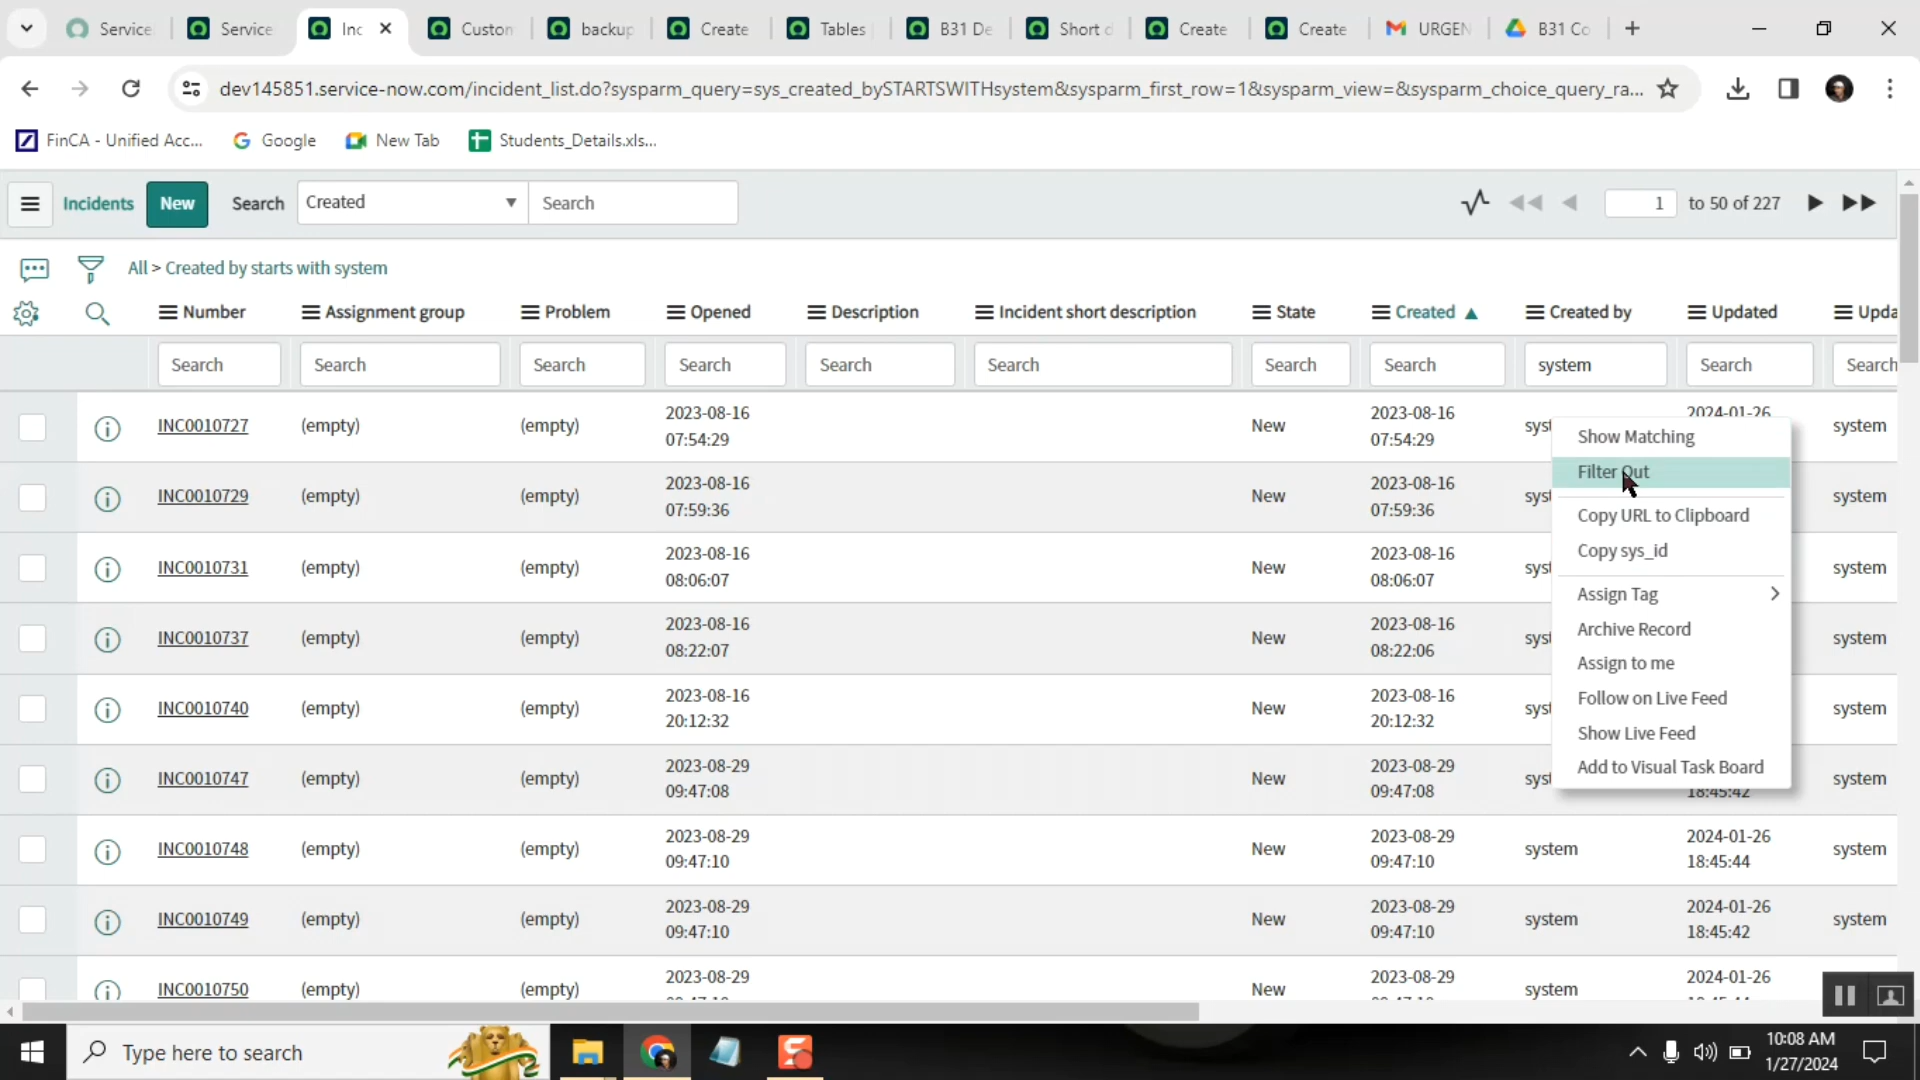 Service
Service
Inc
Custom
backup
Create
Tables
B31 De
Short d
Create
Create
URGEN
B31 Co
dev145851.service-now.com/incident_list.do?sysparm_query=sys_created_bySTARTSWITHsystem&sysparm_first_row=1&sysparm_view=&sysparm_choice_query_ra...
FinCA - Unified Acc...
Google
New Tab
Students_Details.xls...
Incidents
New
Search
Created
Search
1 to 50 of 227
All > Created by starts with system
Number
Assignment group
Problem
Opened
Description
Incident short description
State
Created
Created by
Updated
Upda
Search
Search
Search
Search
Search
Search
Search
Search
system
Search
Search
INC0010727 (empty) (empty) 2023-08-16 07:54:29 New 2023-08-16 07:54:29 syst 2024-01-26 system
INC0010729 (empty) (empty) 2023-08-16 07:59:36 New 2023-08-16 07:59:36 syst system
INC0010731 (empty) (empty) 2023-08-16 08:06:07 New 2023-08-16 08:06:07 syst system
INC0010737 (empty) (empty) 2023-08-16 08:22:07 New 2023-08-16 08:22:06 syst system
INC0010740 (empty) (empty) 2023-08-16 20:12:32 New 2023-08-16 20:12:32 syst system
INC0010747 (empty) (empty) 2023-08-29 09:47:08 New 2023-08-29 09:47:08 syst 18:45:42 system
INC0010748 (empty) (empty) 2023-08-29 09:47:10 New 2023-08-29 09:47:10 system 2024-01-26 18:45:44 system
INC0010749 (empty) (empty) 2023-08-29 09:47:10 New 2023-08-29 09:47:10 system 2024-01-26 18:45:42 system
INC0010750 (empty) (empty) 2023-08-29 New 2023-08-29 system 2024-01-26 system
Show Matching
Filter Out
Copy URL to Clipboard
Copy sys_id
Assign Tag
Archive Record
Assign to me
Follow on Live Feed
Show Live Feed
Add to Visual Task Board
Type here to search
10:08 AM
1/27/2024